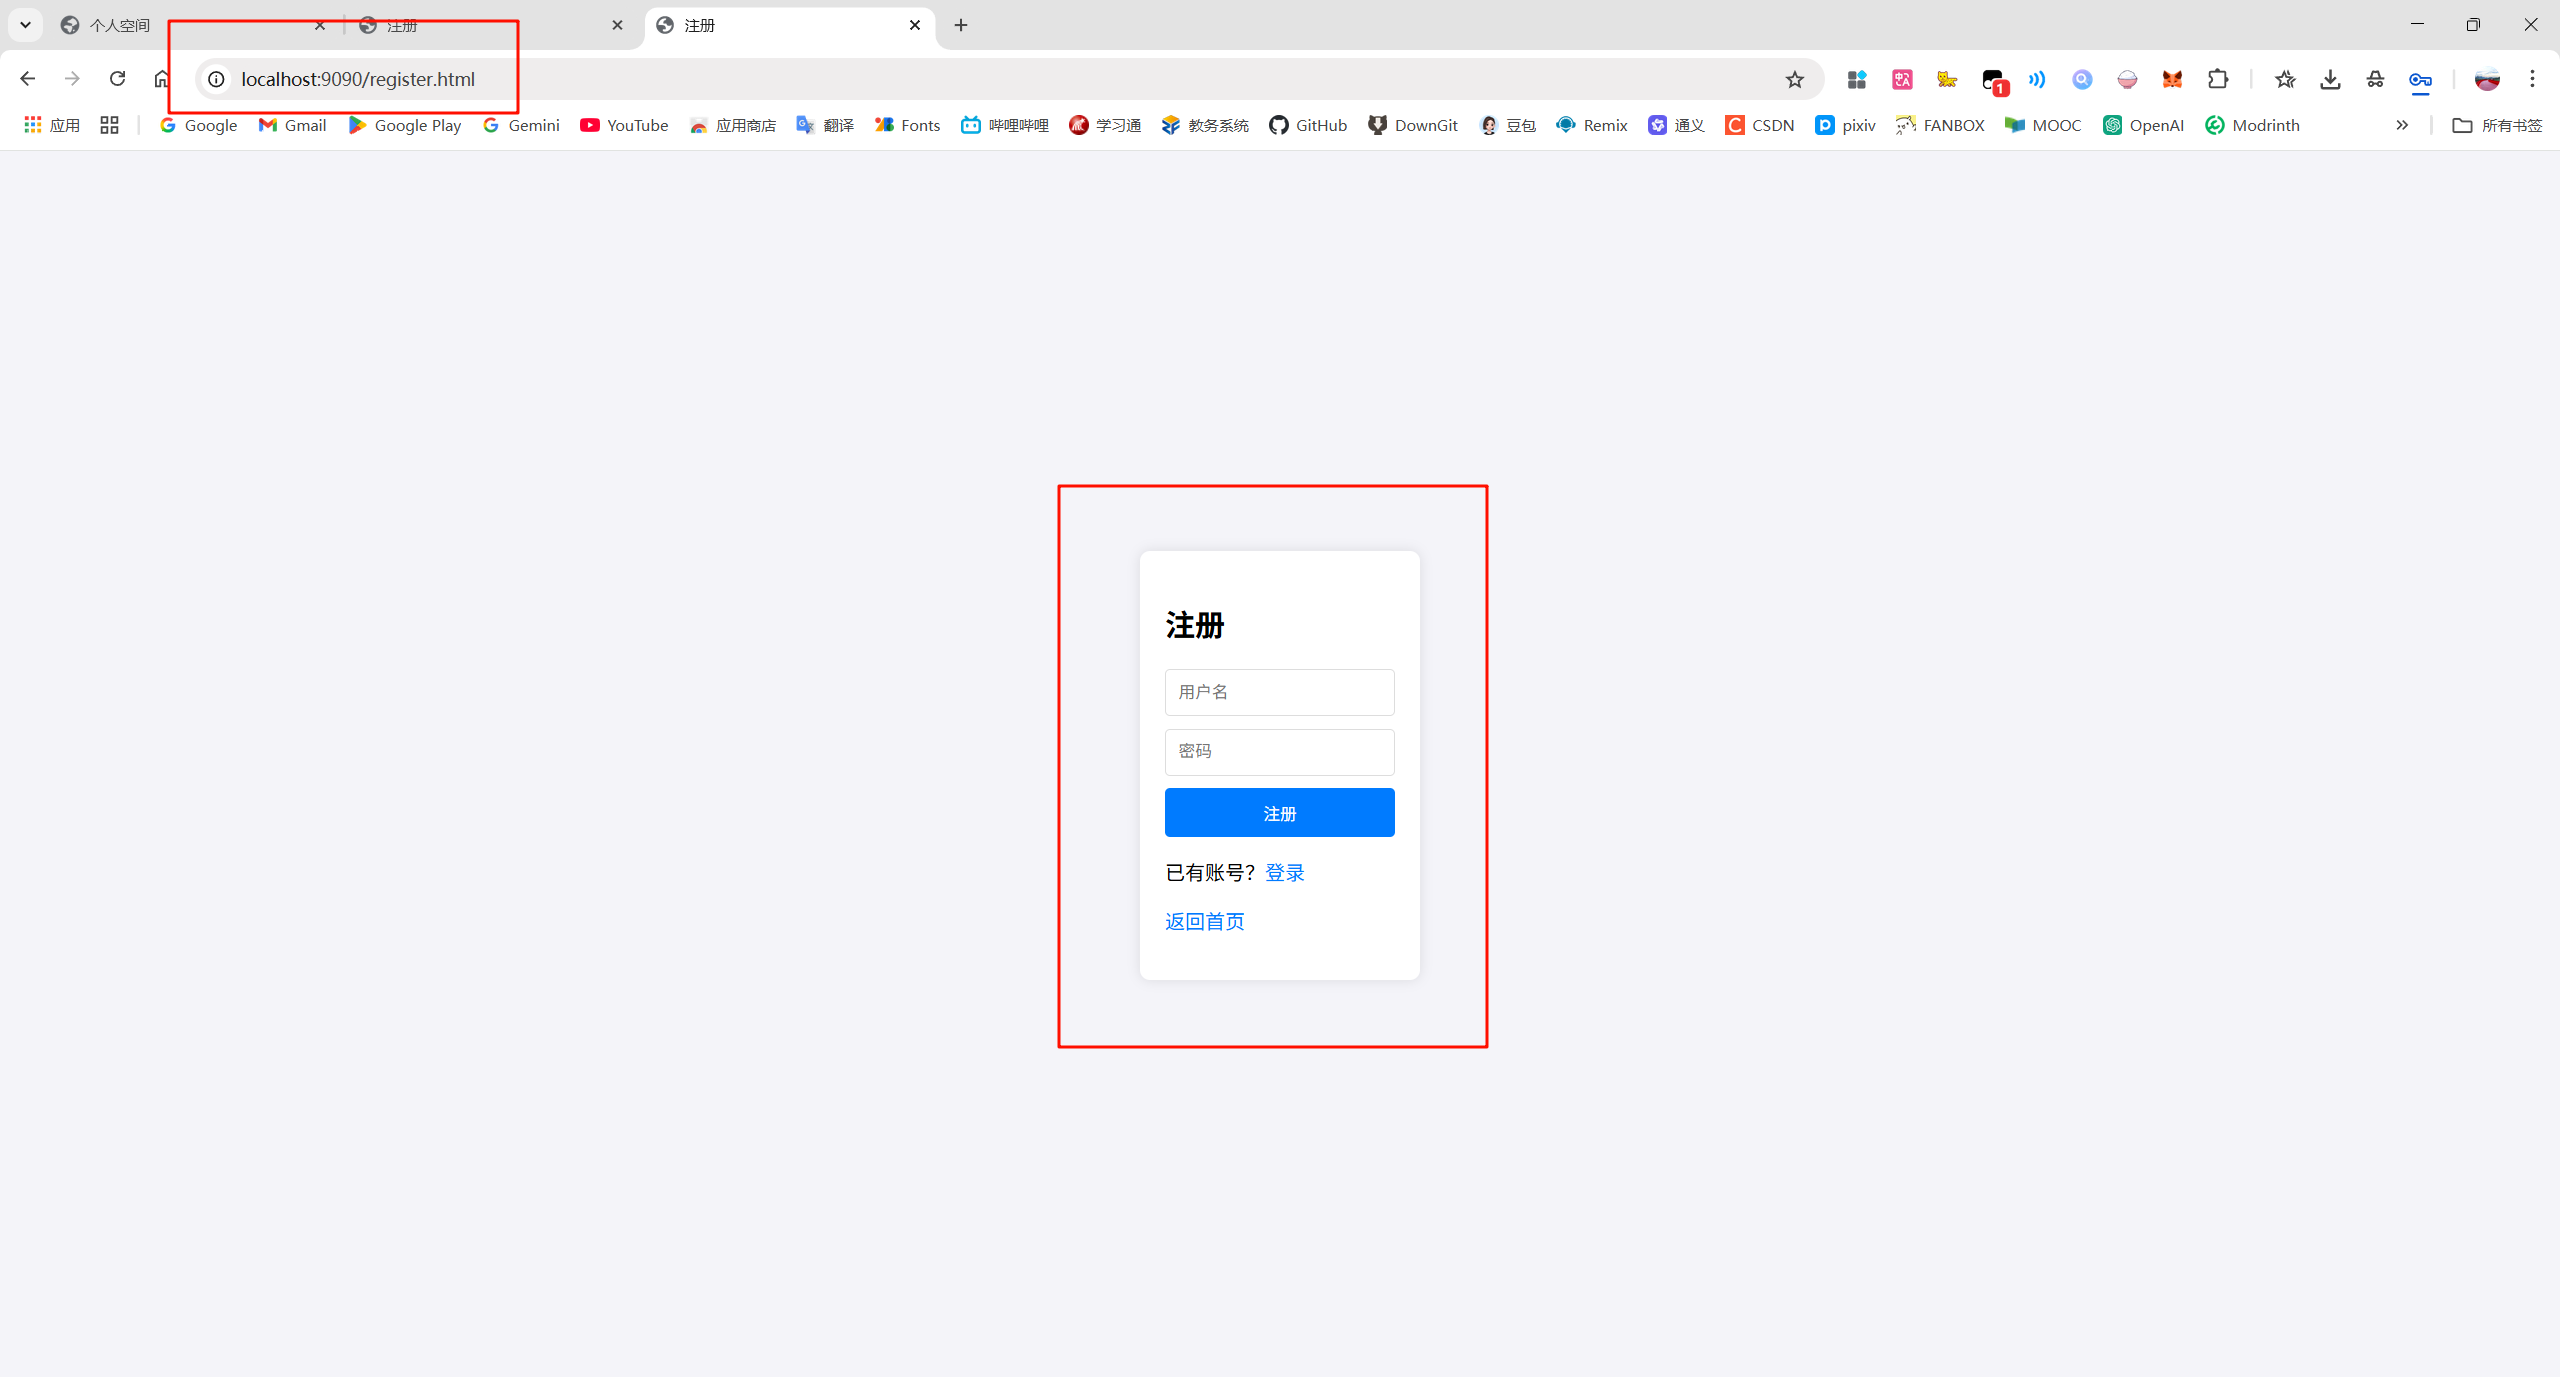 个人空间
注册
注册
localhost:9090/register.html
1
应用 Google Gmail Google Play Gemini YouTube 应用商店 翻译 Fonts 哔哩哔哩 学习通 教务系统 GitHub DownGit 豆包 Remix 通义 CSDN pixiv FANBOX MOOC OpenAI Modrinth 所有书签
注册
用户名
密码
注册
已有账号？登录
返回首页